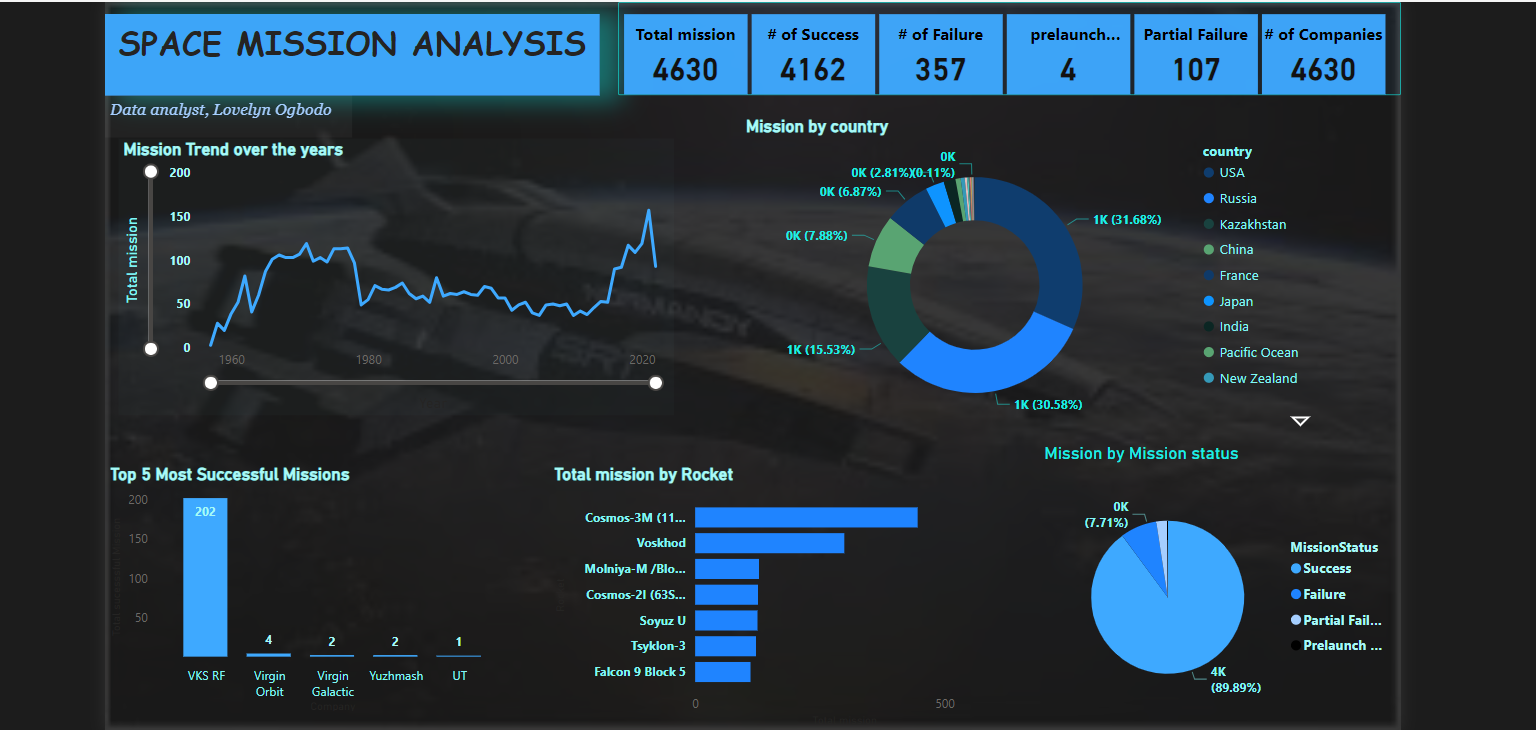 SPACE MISSION ANALYSIS
Total mission
4630
# of Success
4162
# of Failure
357
prelaunch...
4
Partial Failure
107
# of Companies
4630
Data analyst, Lovelyn Ogbodo
Mission Trend over the years
Total mission
200
150
100
50
0
1960
1980
2000
2020
Mission by country
0K
0K (2.81%)
(0.11%)
0K (6.87%)
0K (7.88%)
1K (15.53%)
1K (31.68%)
1K (30.58%)
country
USA
Russia
Kazakhstan
China
France
Japan
India
Pacific Ocean
New Zealand
NORMANDY
SR1
Top 5 Most Successful Missions
200
150
100
50
202
4
2
2
1
VKS RF
Virgin
Orbit
Virgin
Galactic
Yuzhmash
UT
Company
Total mission by Rocket
Cosmos-3M (11...
Voskhod
Molniya-M /Blo...
Cosmos-2I (63S...
Soyuz U
Tsyklon-3
Falcon 9 Block 5
0
500
Mission by Mission status
0K
(7.71%)
4K
(89.89%)
MissionStatus
Success
Failure
Partial Fail...
Prelaunch ...